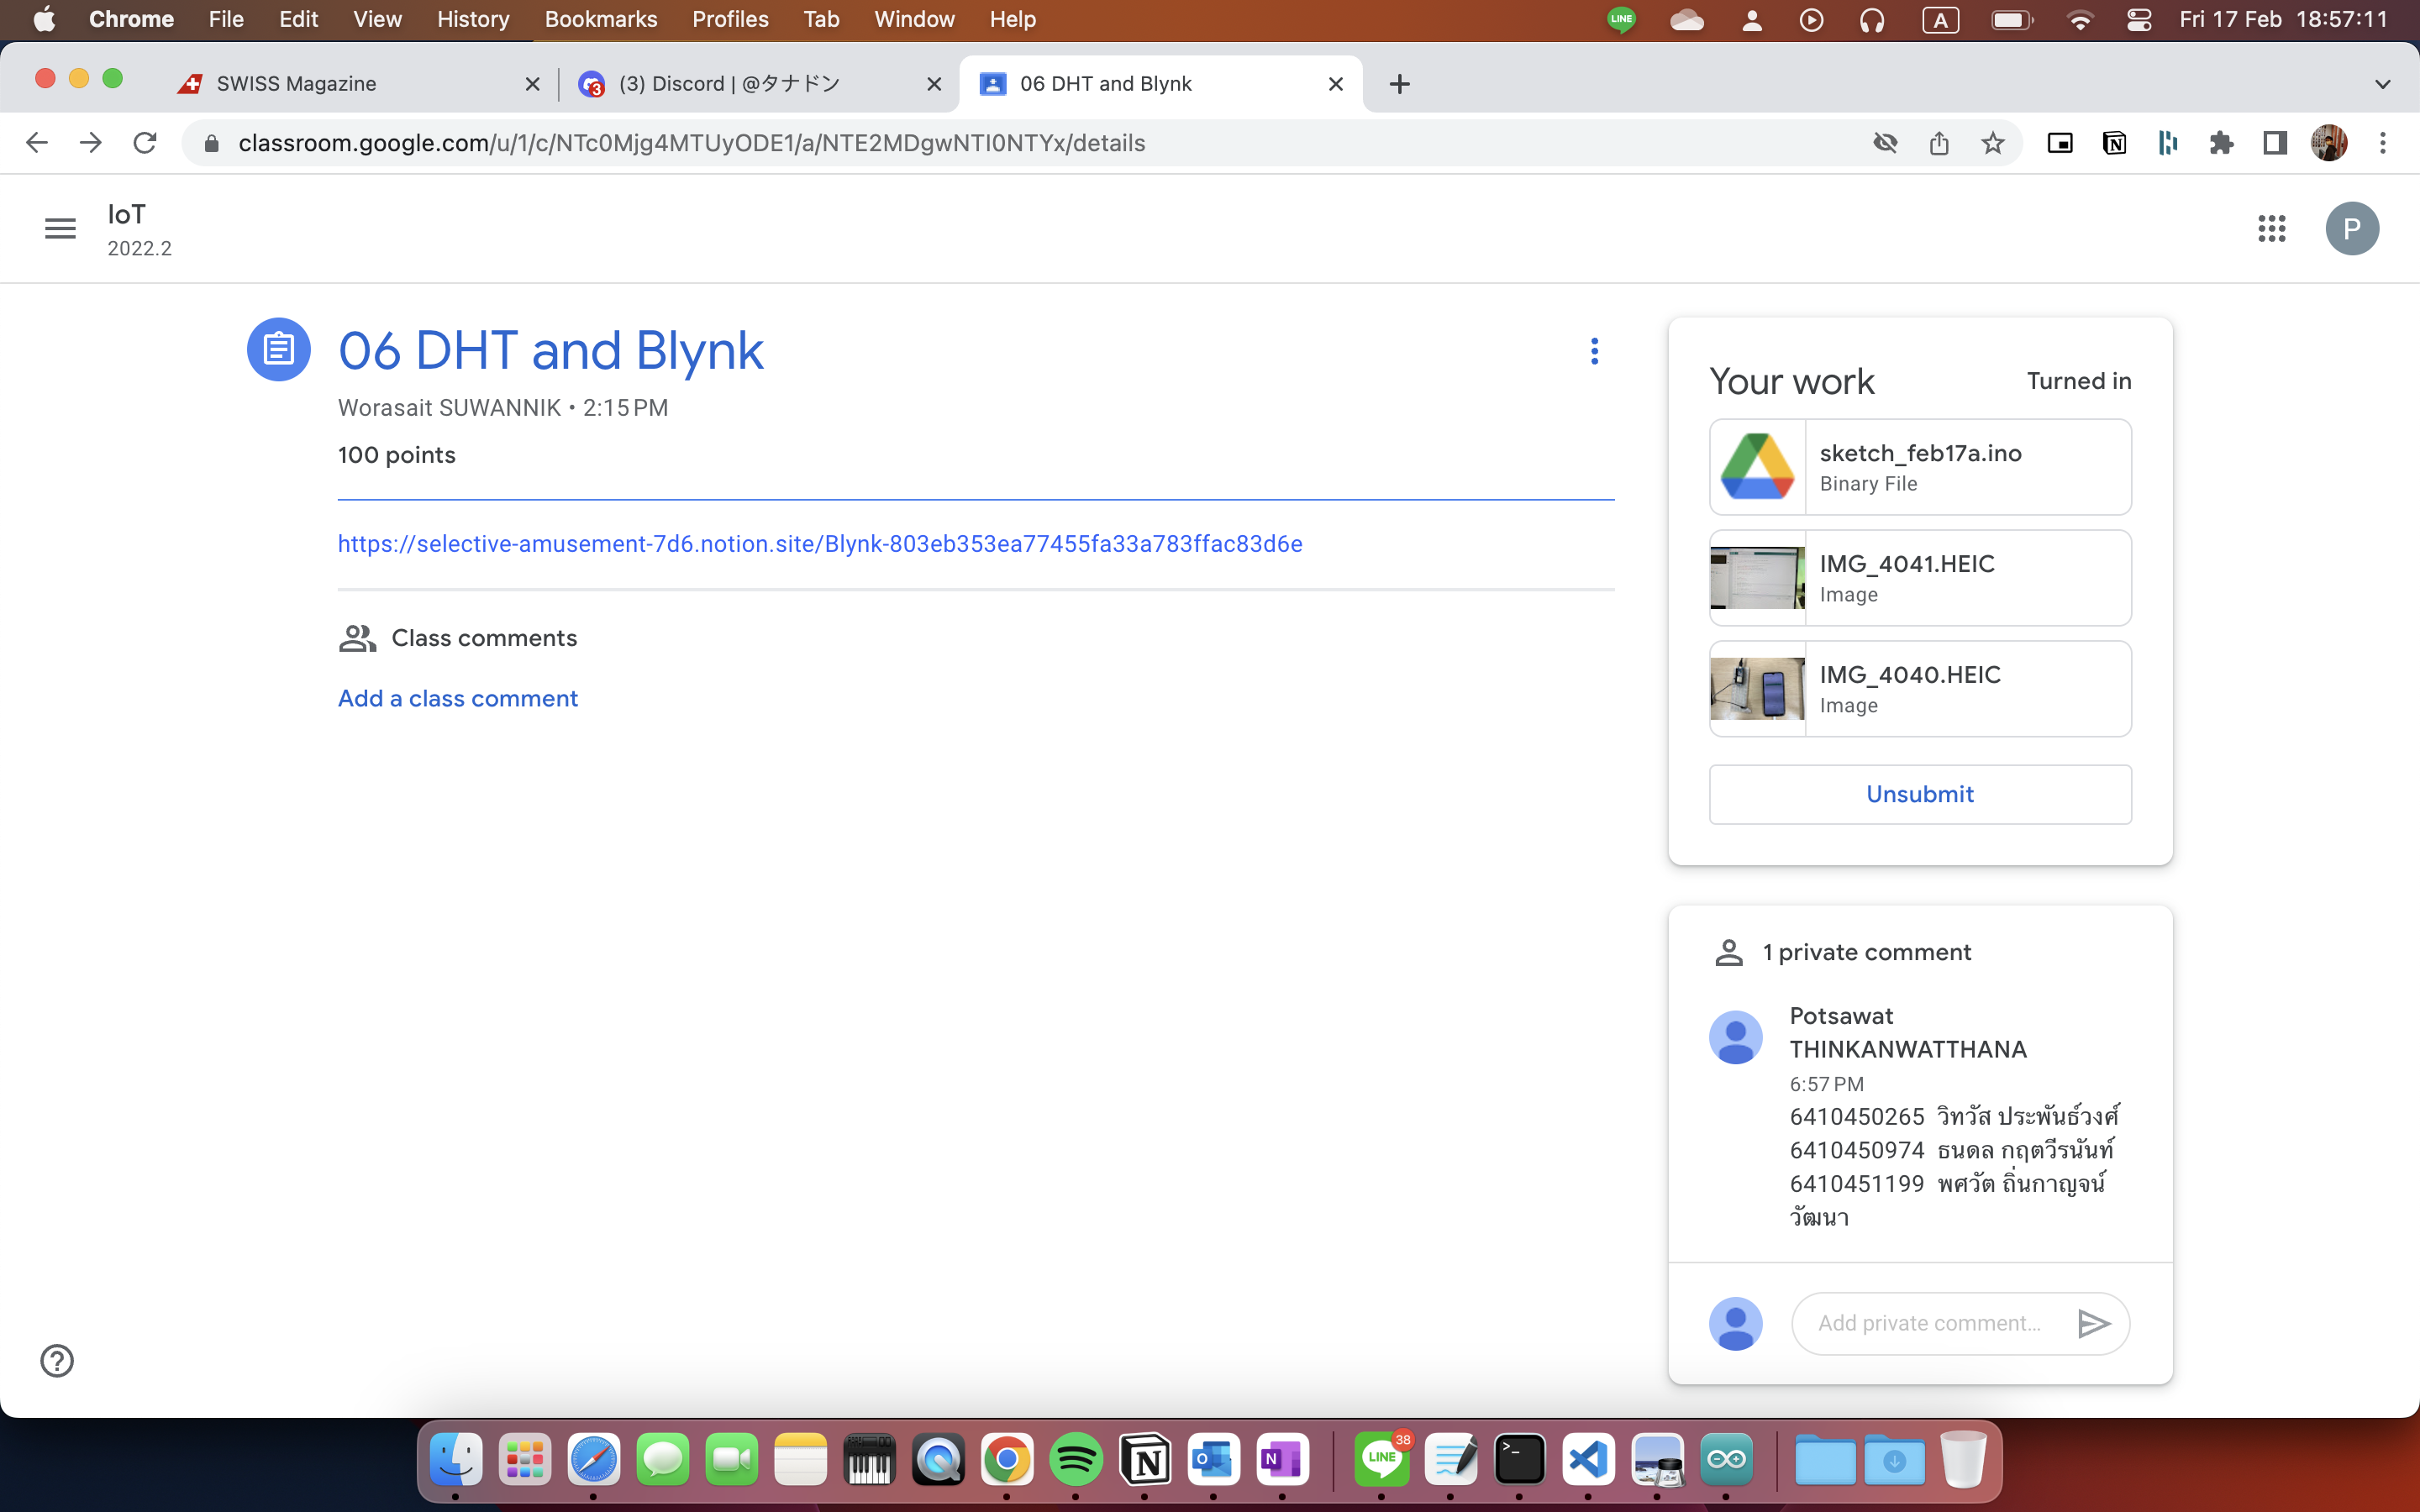 Chrome File Edit View History Bookmarks Profiles Tab Window Help LINE A Fri 17 Feb 18:57:11
SWISS Magazine 3 (3) Discord | @タナドン 06 DHT and Blynk
classroom.google.com/u/1/c/NTc0Mjg4MTUyODE1/a/NTE2MDgwNTI0NTYx/details
IoT
2022.2
P
06 DHT and Blynk
Worasait SUWANNIK • 2:15 PM
100 points
https://selective-amusement-7d6.notion.site/Blynk-803eb353ea77455fa33a783ffac83d6e
Class comments
Add a class comment
Your work Turned in
sketch_feb17a.ino
Binary File
IMG_4041.HEIC
Image
IMG_4040.HEIC
Image
Unsubmit
1 private comment
Potsawat
THINKANWATTHANA
6:57 PM
6410450265 วิทวัส ประพันธ์วงศ์
6410450974 ธนดล กฤตวีรนันท์
6410451199 พศวัต ถิ่นกาญจน์
วัฒนา
Add private comment...
LINE 38